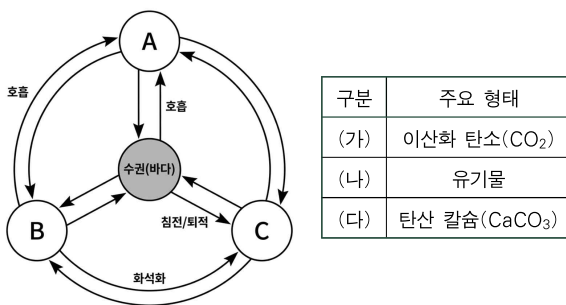 A
호흡
호흡
수권(바다)
침전/퇴적
B
C
화석화
구분 주요 형태
(가) 이산화 탄소(CO₂)
(나) 유기물
(다) 탄산 칼슘(CaCO₃)